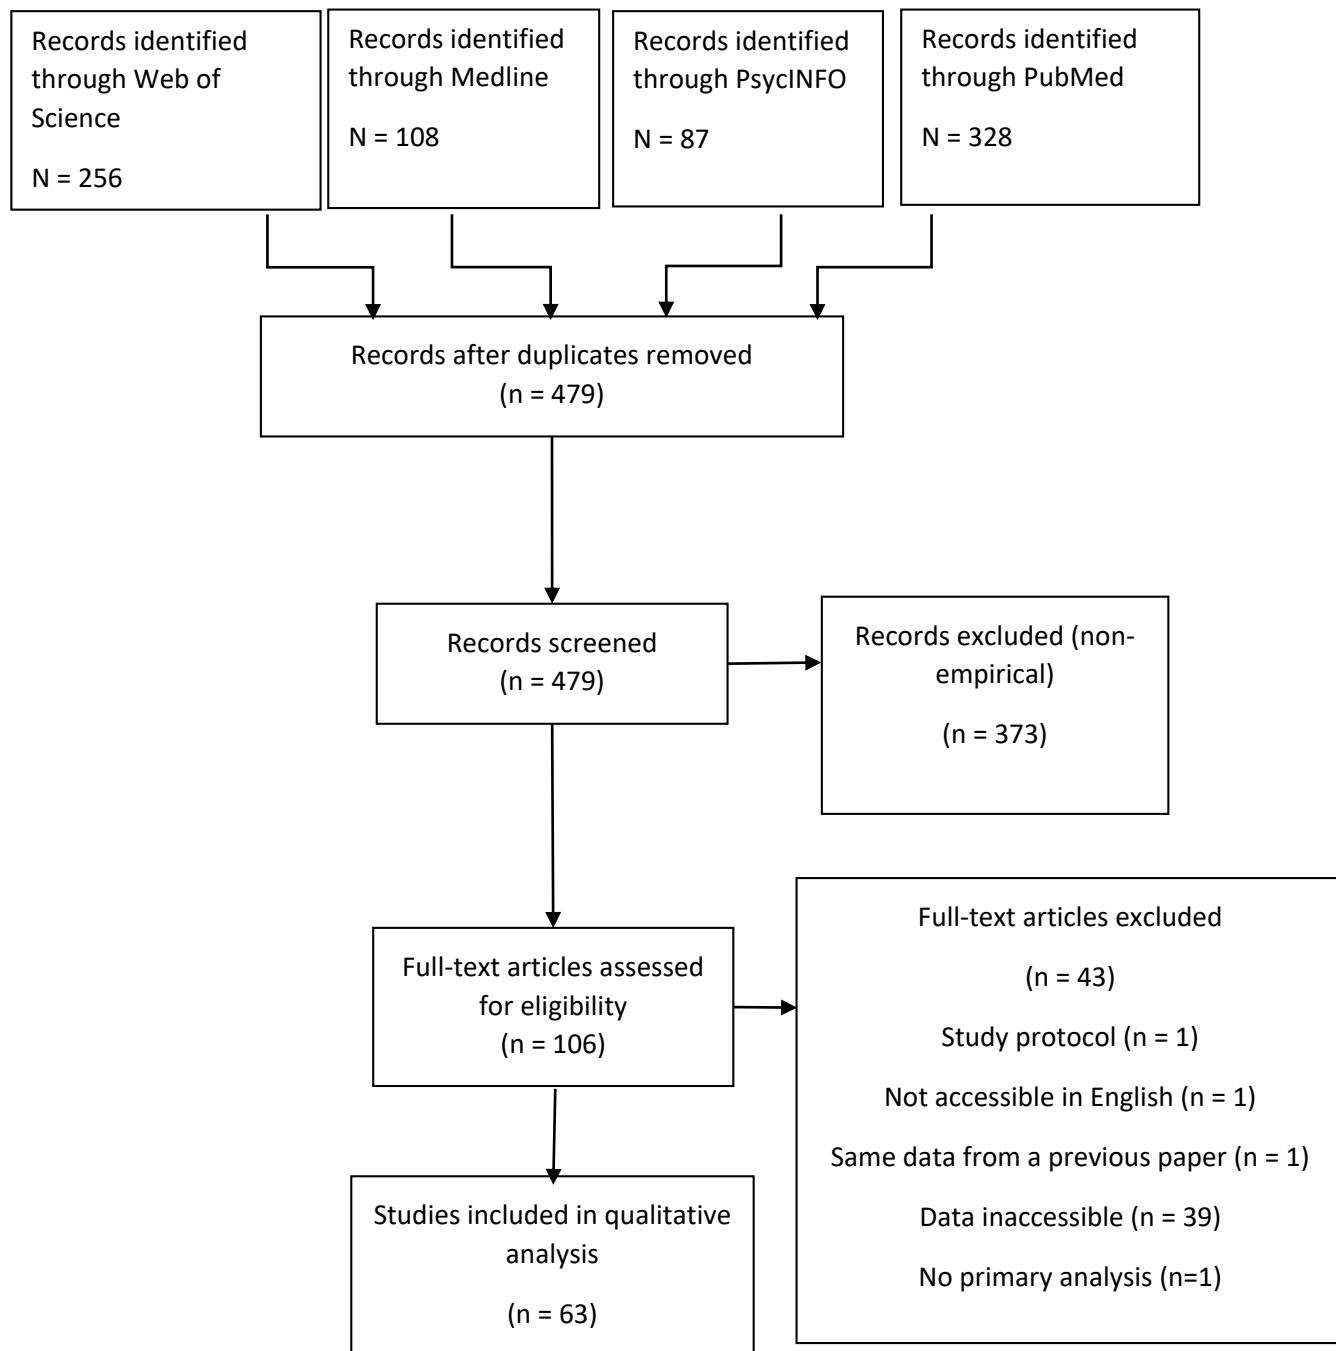 Records identified
through Web of
Science
N = 256
Records identified
through Medline
N = 108
Records identified
through PsycINFO
N = 87
Records identified
through PubMed
N = 328
Records after duplicates removed
(n = 479)
Records screened
(n = 479)
Records excluded (non-
empirical)
(n = 373)
Full-text articles assessed
for eligibility
(n = 106)
Full-text articles excluded
(n = 43)
Study protocol (n = 1)
Not accessible in English (n = 1)
Same data from a previous paper (n = 1)
Data inaccessible (n = 39)
No primary analysis (n=1)
Studies included in qualitative
analysis
(n = 63)